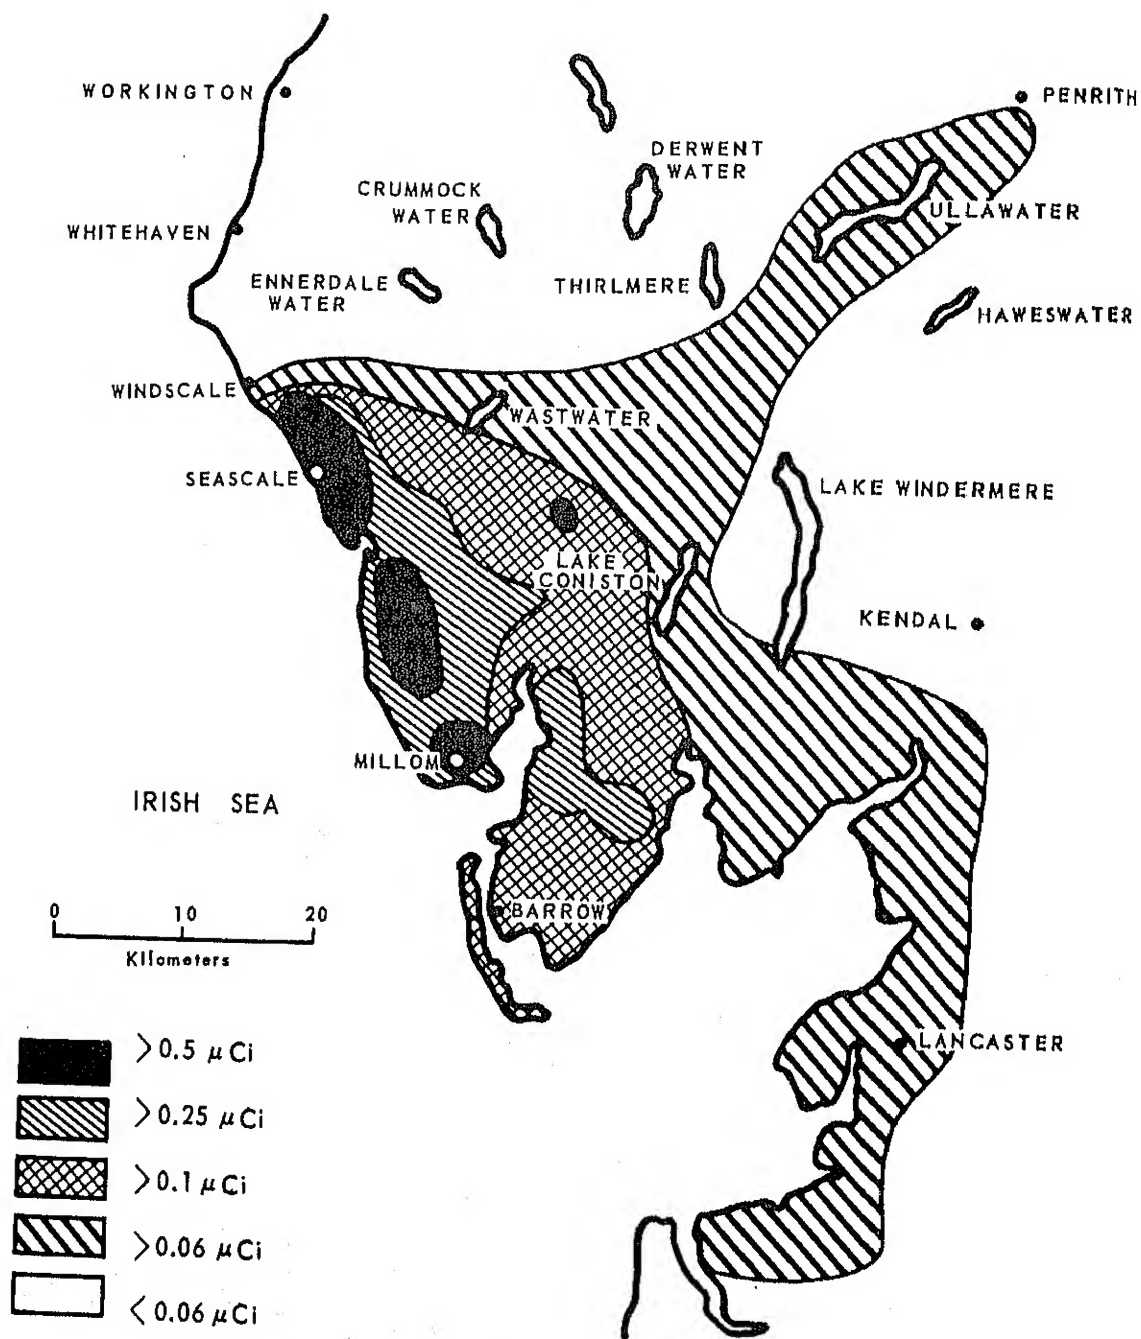 WORKINGTON
PENRITH
DERWENT
WATER
CRUMMOCK
WATER
WHITEHAVEN
ULLAWATER
ENNERDALE
WATER
THIRLMERE
HAWESWATER
WINDSCALE
WASTWATER
SEASCALE
LAKE WINDERMERE
LAKE
CONISTON
KENDAL
MILLOM
IRISH SEA
BARROW
0 10 20
Kilometers
LANCASTER
>0.5 μCi
>0.25 μCi
>0.1 μCi
>0.06 μCi
<0.06 μCi